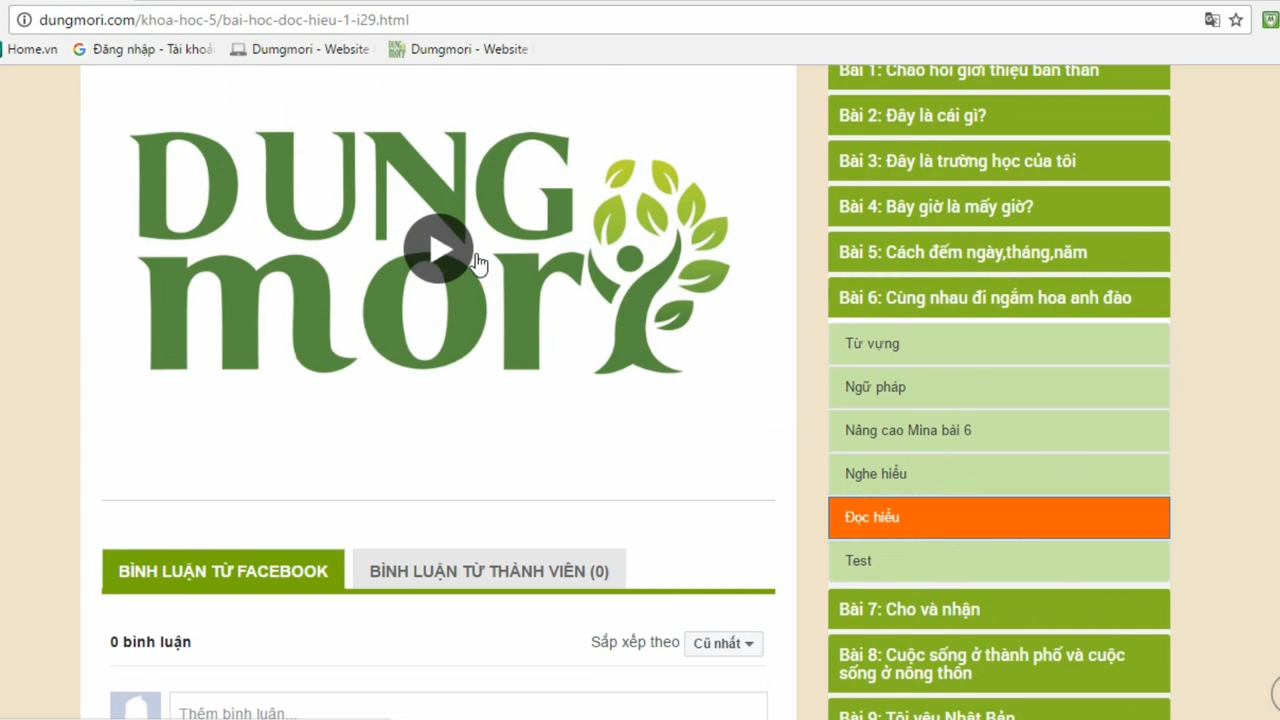 dungmori.com/khoa-hoc-5/bai-hoc-doc-hieu-1-i29.html
Home.vn
Đăng nhập - Tài khoả
Dumgmori - Website
Dumgmori - Website
DUNG
mori
Bài 1: Chào hỏi giới thiệu bản thân
Bài 2: Đây là cái gì?
Bài 3: Đây là trường học của tôi
Bài 4: Bây giờ là mấy giờ?
Bài 5: Cách đếm ngày,tháng,năm
Bài 6: Cùng nhau đi ngắm hoa anh đào
Từ vựng
Ngữ pháp
Nâng cao Mina bài 6
Nghe hiểu
Đọc hiểu
Test
Bài 7: Cho và nhận
Bài 8: Cuộc sống ở thành phố và cuộc
sống ở nông thôn
Bài 9: Tôi yêu Nhật Bản
BÌNH LUẬN TỪ FACEBOOK
BÌNH LUẬN TỪ THÀNH VIÊN (0)
0 bình luận
Sắp xếp theo
Cũ nhất
Thêm bình luận...